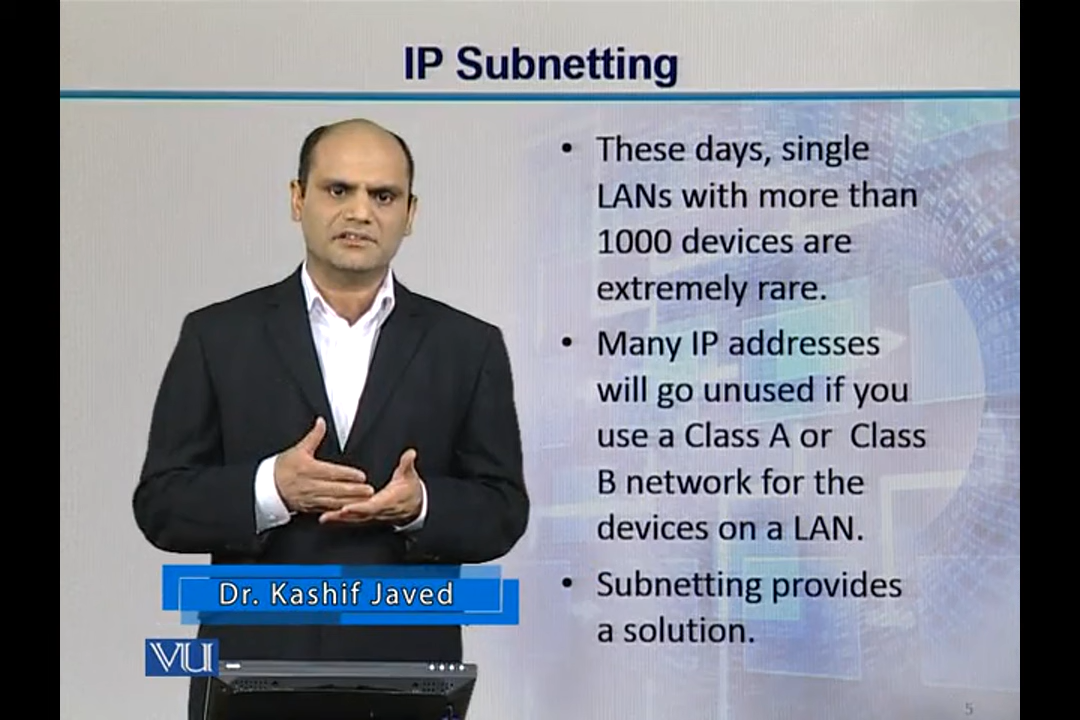 IP Subnetting
• These days, single
LANs with more than
1000 devices are
extremely rare.
• Many IP addresses
will go unused if you
use a Class A or Class
B network for the
devices on a LAN.
• Subnetting provides
a solution.
Dr. Kashif Javed
VU
5